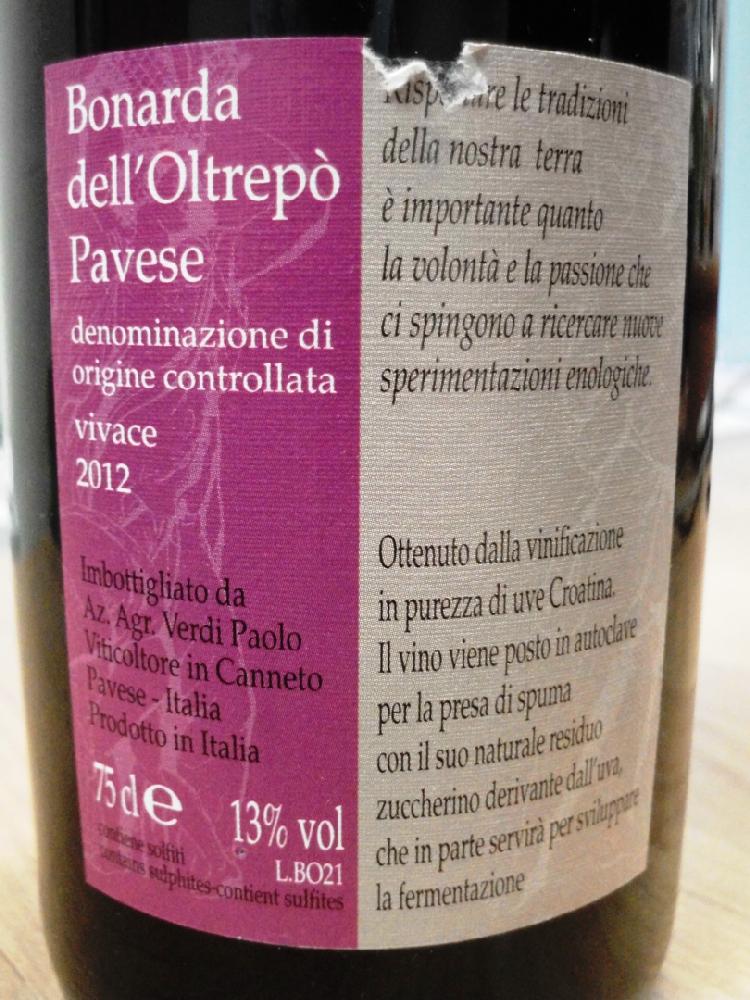 Bonarda
dell'Oltrepò
Pavese
denominazione di
origine controllata
vivace
2012
Imbottigliato da
Az. Agr. Verdi Paolo
Viticoltore in Canneto
Pavese - Italia
Prodotto in Italia
75 cl e
13% vol
L.BO21
contiene solfiti
contains sulphites-contient sulfites
le tradizioni
della nostra terra
è importante quanto
la volontà e la passione che
ci spingono a ricercare nuove
sperimentazioni enologiche.
Ottenuto dalla vinificazione
in purezza di uve Croatina.
Il vino viene posto in autoclave
per la presa di spuma
con il suo naturale residuo
zuccherino derivante dall'uva,
che in parte servirà per sviluppare
la fermentazione